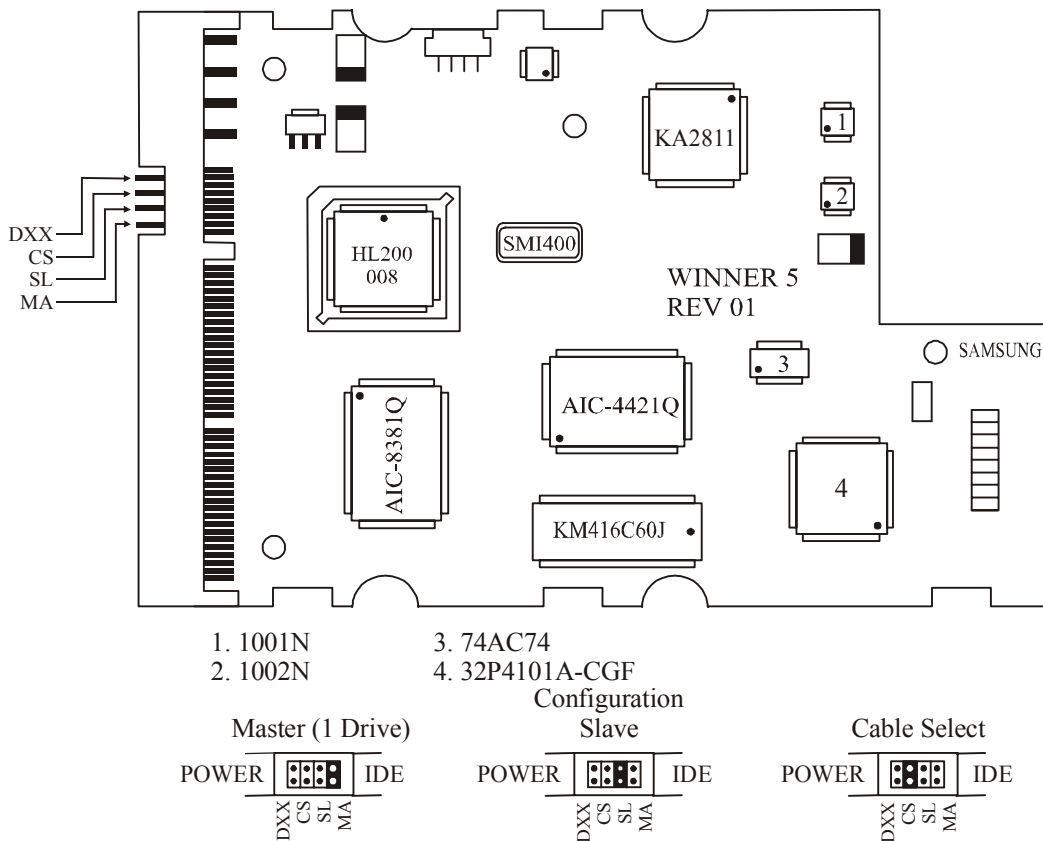 KA2811
1
2
DXX
CS
SL
MA
HL200
008
SMI400
WINNER 5
REV 01
3
SAMSUNG
AIC-8381Q
AIC-4421Q
4
KM416C60J
1. 1001N
2. 1002N
3. 74AC74
4. 32P4101A-CGF
Configuration
Master (1 Drive)
POWER
IDE
DXX
CS
SL
MA
Slave
POWER
IDE
DXX
CS
SL
MA
Cable Select
POWER
IDE
DXX
CS
SL
MA